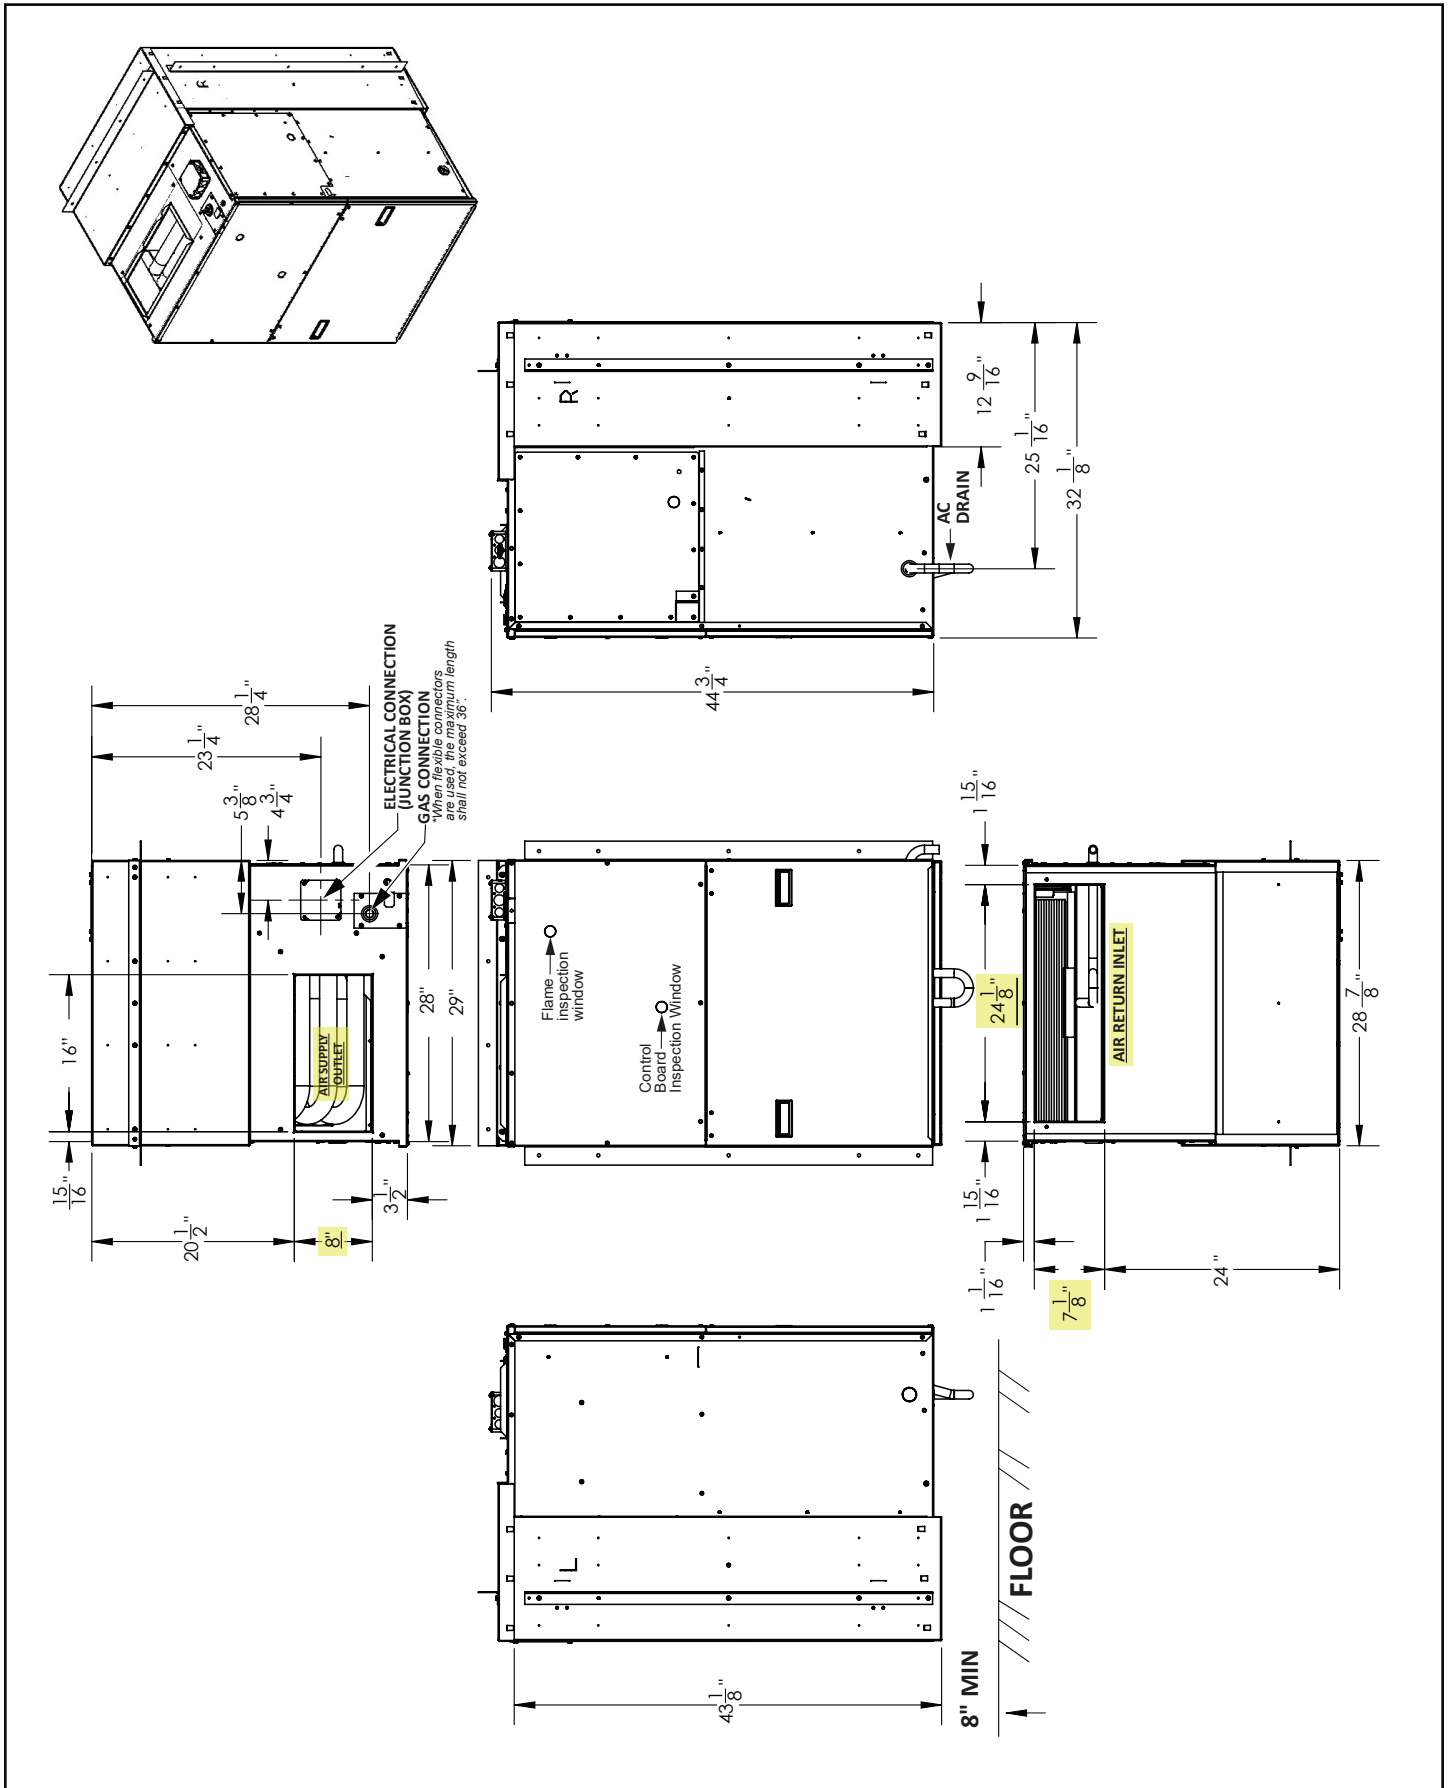 R
12 9/16"
25 1/16"
32 1/8"
AC
DRAIN
44 3/4"
28 1/4"
23 1/4"
5 3/8"
4 3/4"
ELECTRICAL CONNECTION
(JUNCTION BOX)
GAS CONNECTION
*When flexible connectors
are used, the maximum length
shall not exceed 36".
16"
AIR SUPPLY
OUTLET
28"
29"
15/16"
20 1/2"
8"
3 1/2"
Flame
inspection
window
Control
Board
Inspection Window
1 15/16"
24 1/8"
AIR RETURN INLET
28 7/8"
1 15/16"
1 1/16"
7 1/8"
24"
L
43 1/8"
8" MIN
FLOOR